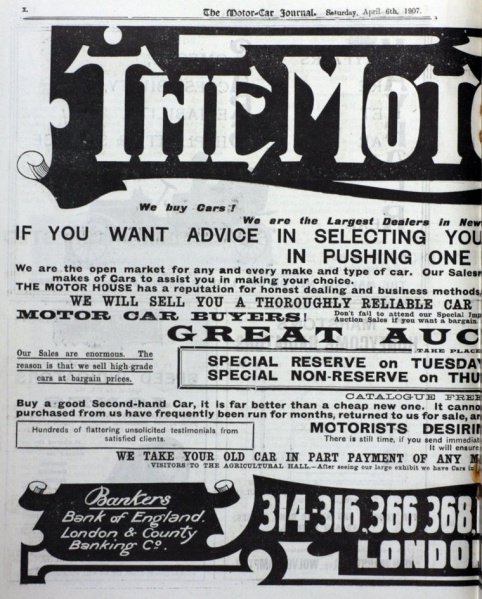 x.
The Motor-Car Journal. Saturday, April 6th, 1907.
THE MOTO
We buy Cars!
We are the Largest Dealers in New
IF YOU WANT ADVICE IN SELECTING YOU
IN PUSHING ONE
We are the open market for any and every make and type of car. Our Sales
makes of Cars to assist you in making your choice.
THE MOTOR HOUSE has a reputation for honest dealing and business methods
WE WILL SELL YOU A THOROUGHLY RELIABLE CAR
MOTOR CAR BUYERS!
Don't fail to attend our Special Imp
Auction Sales if you want a bargain.
GREAT AUC
TAKE PLACE
Our Sales are enormous. The
reason is that we sell high-grade
cars at bargain prices.
SPECIAL RESERVE on TUESDAY
SPECIAL NON-RESERVE on THU
CATALOGUE FREE
Buy a good Second-hand Car, it is far better than a cheap new one. It canno
purchased from us have frequently been run for months, returned to us for sale, an
Hundreds of flattering unsolicited testimonials from
satisfied clients.
MOTORISTS DESIRIN
There is still time, if you send immediat
It will ensure
WE TAKE YOUR OLD CAR IN PART PAYMENT OF ANY M
VISITORS TO THE AGRICULTURAL HALL.—After seeing our large exhibit we have Cars in
Bankers
Bank of England.
London & County
Banking Co.
314-316, 366 368,
LONDO